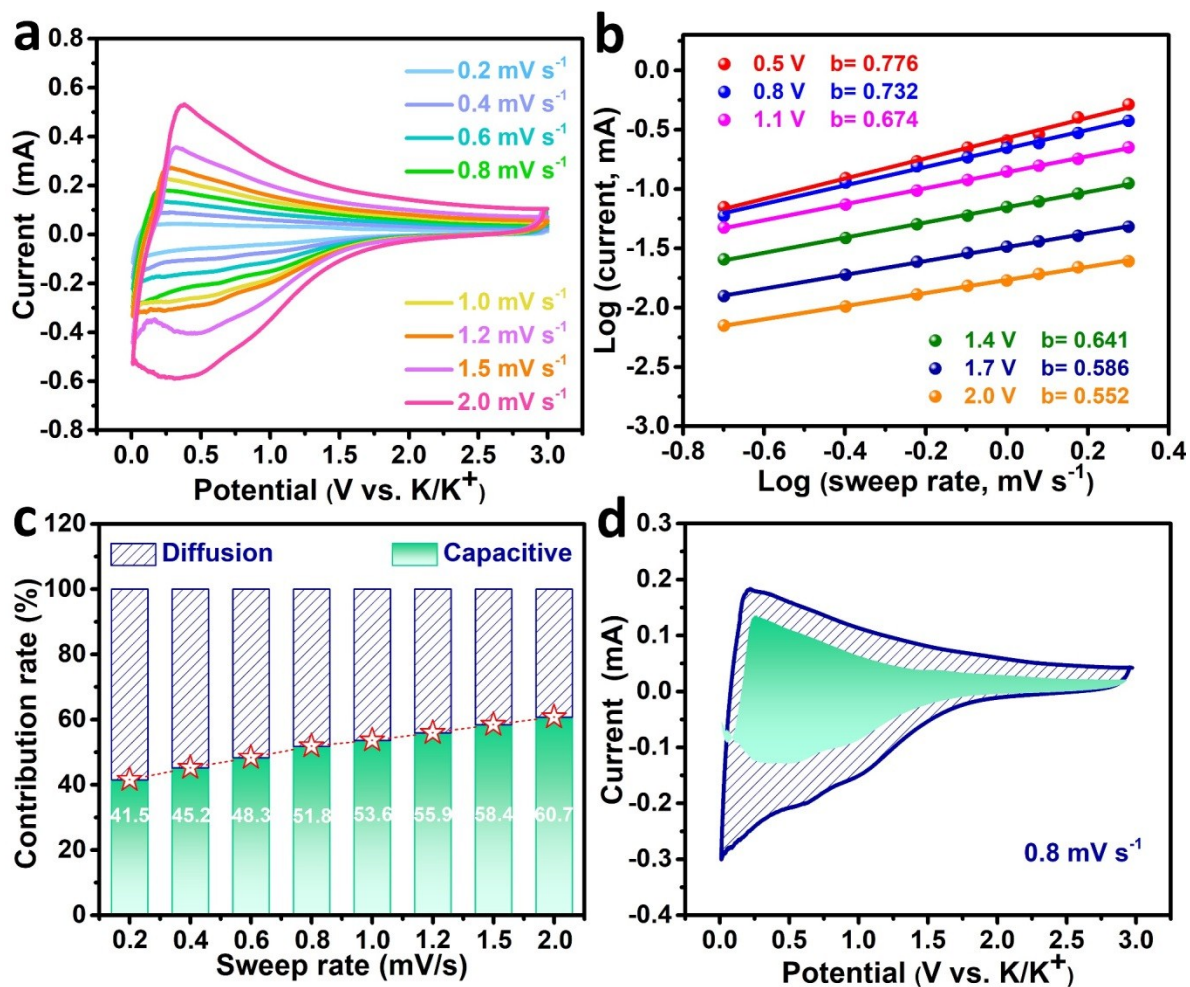 a
0.8
0.6
0.4
0.2
0.0
-0.2
-0.4
-0.6
-0.8
Current (mA)
0.2 mV s⁻¹
0.4 mV s⁻¹
0.6 mV s⁻¹
0.8 mV s⁻¹
1.0 mV s⁻¹
1.2 mV s⁻¹
1.5 mV s⁻¹
2.0 mV s⁻¹
0.0 0.5 1.0 1.5 2.0 2.5 3.0
Potential (V vs. K/K⁺)
b
0.0
-0.5
-1.0
-1.5
-2.0
-2.5
-3.0
Log (current, mA)
0.5 V b= 0.776
0.8 V b= 0.732
1.1 V b= 0.674
1.4 V b= 0.641
1.7 V b= 0.586
2.0 V b= 0.552
-0.8 -0.6 -0.4 -0.2 0.0 0.2 0.4
Log (sweep rate, mV s⁻¹)
c
120
100
80
60
40
20
0
Contribution rate (%)
Diffusion Capacitive
41.5 45.2 48.3 51.8 53.6 55.9 58.4 60.7
0.2 0.4 0.6 0.8 1.0 1.2 1.5 2.0
Sweep rate (mV/s)
d
0.3
0.2
0.1
0.0
-0.1
-0.2
-0.3
-0.4
Current (mA)
0.8 mV s⁻¹
0.0 0.5 1.0 1.5 2.0 2.5 3.0
Potential (V vs. K/K⁺)